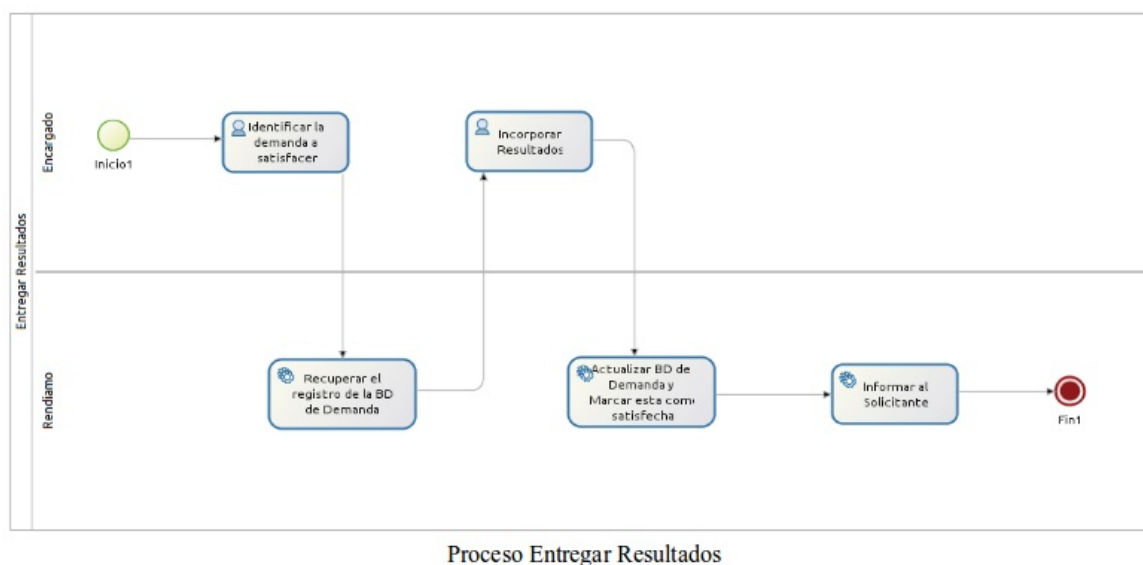 Entregar Resultados
Encargado
Inicio1
Identificar la
demanda a
satisfacer
Incorporar
Resultados
Rendiamo
Recuperar el
registro de la BD
de Demanda
Actualizar BD de
Demanda y
Marcar esta como
satisfecha
Informar al
Solicitante
Fin1
Proceso Entregar Resultados